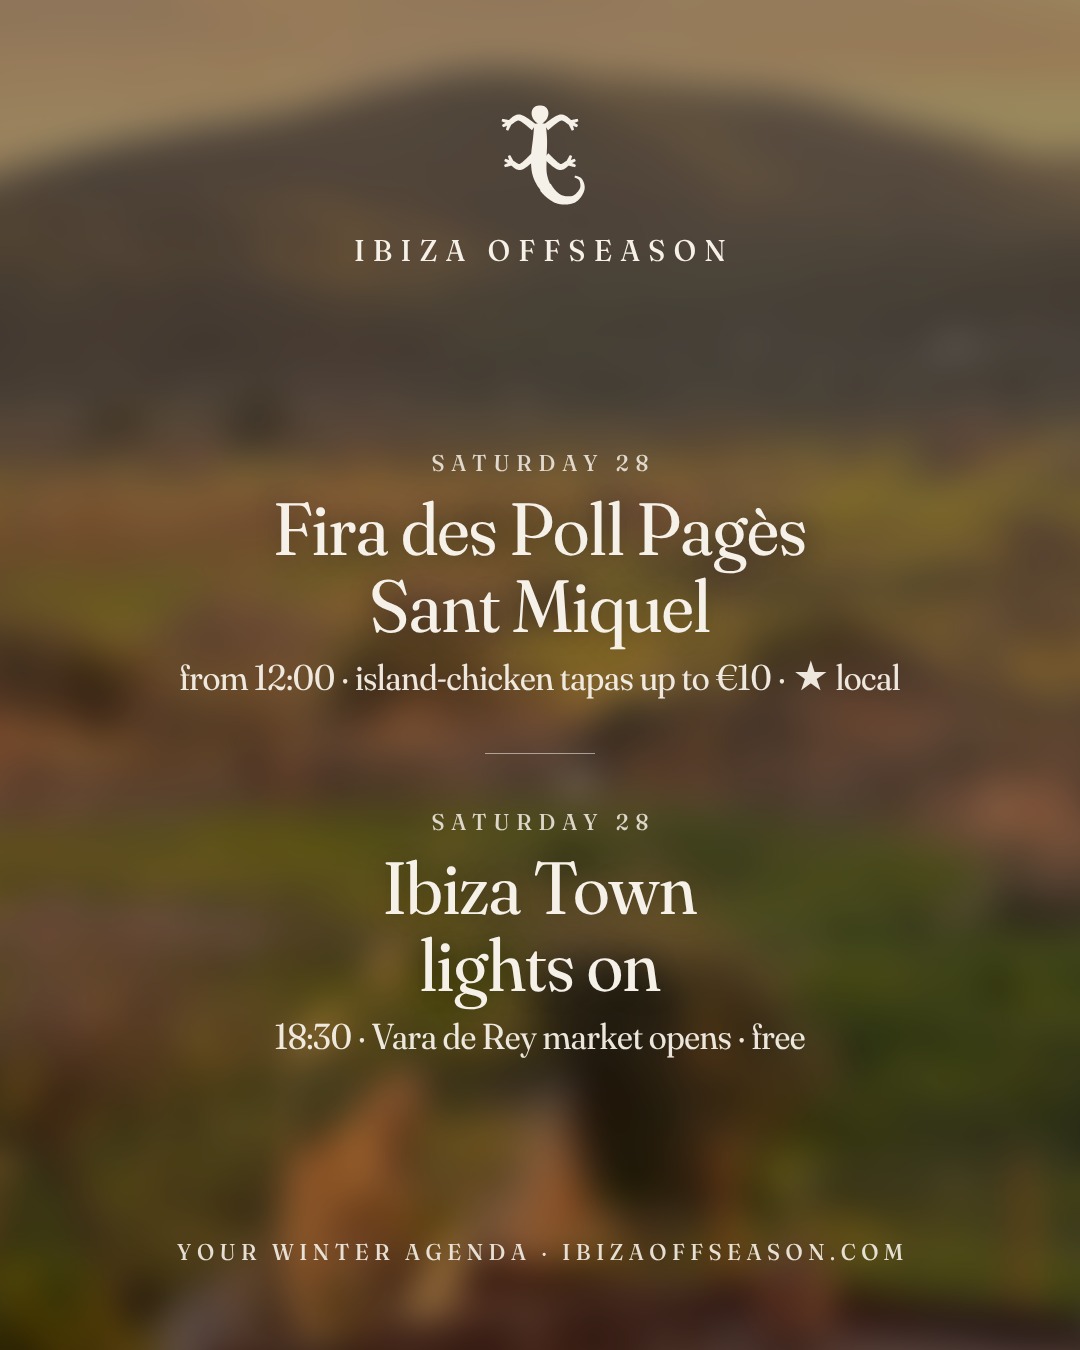 IBIZA OFFSEASON
SATURDAY 28
Fira des Poll Pagès
Sant Miquel
from 12:00 · island-chicken tapas up to €10 · ★ local
SATURDAY 28
Ibiza Town
lights on
18:30 · Vara de Rey market opens · free
YOUR WINTER AGENDA · IBIZAOFFSEASON.COM